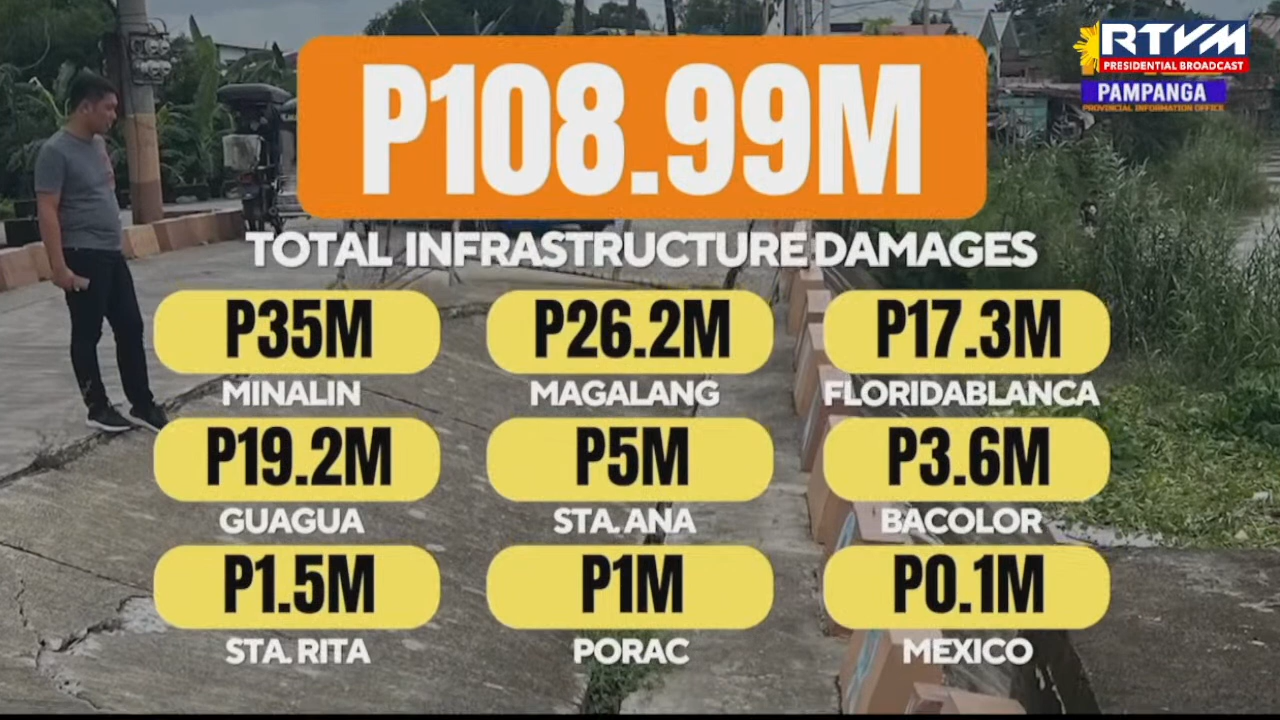 RTVM
PRESIDENTIAL BROADCAST
PAMPANGA
PROVINCIAL INFORMATION OFFICE
P108.99M
TOTAL INFRASTRUCTURE DAMAGES
P35M P26.2M P17.3M
MINALIN MAGALANG FLORIDABLANCA
P19.2M P5M P3.6M
GUAGUA STA. ANA BACOLOR
P1.5M P1M P0.1M
STA. RITA PORAC MEXICO